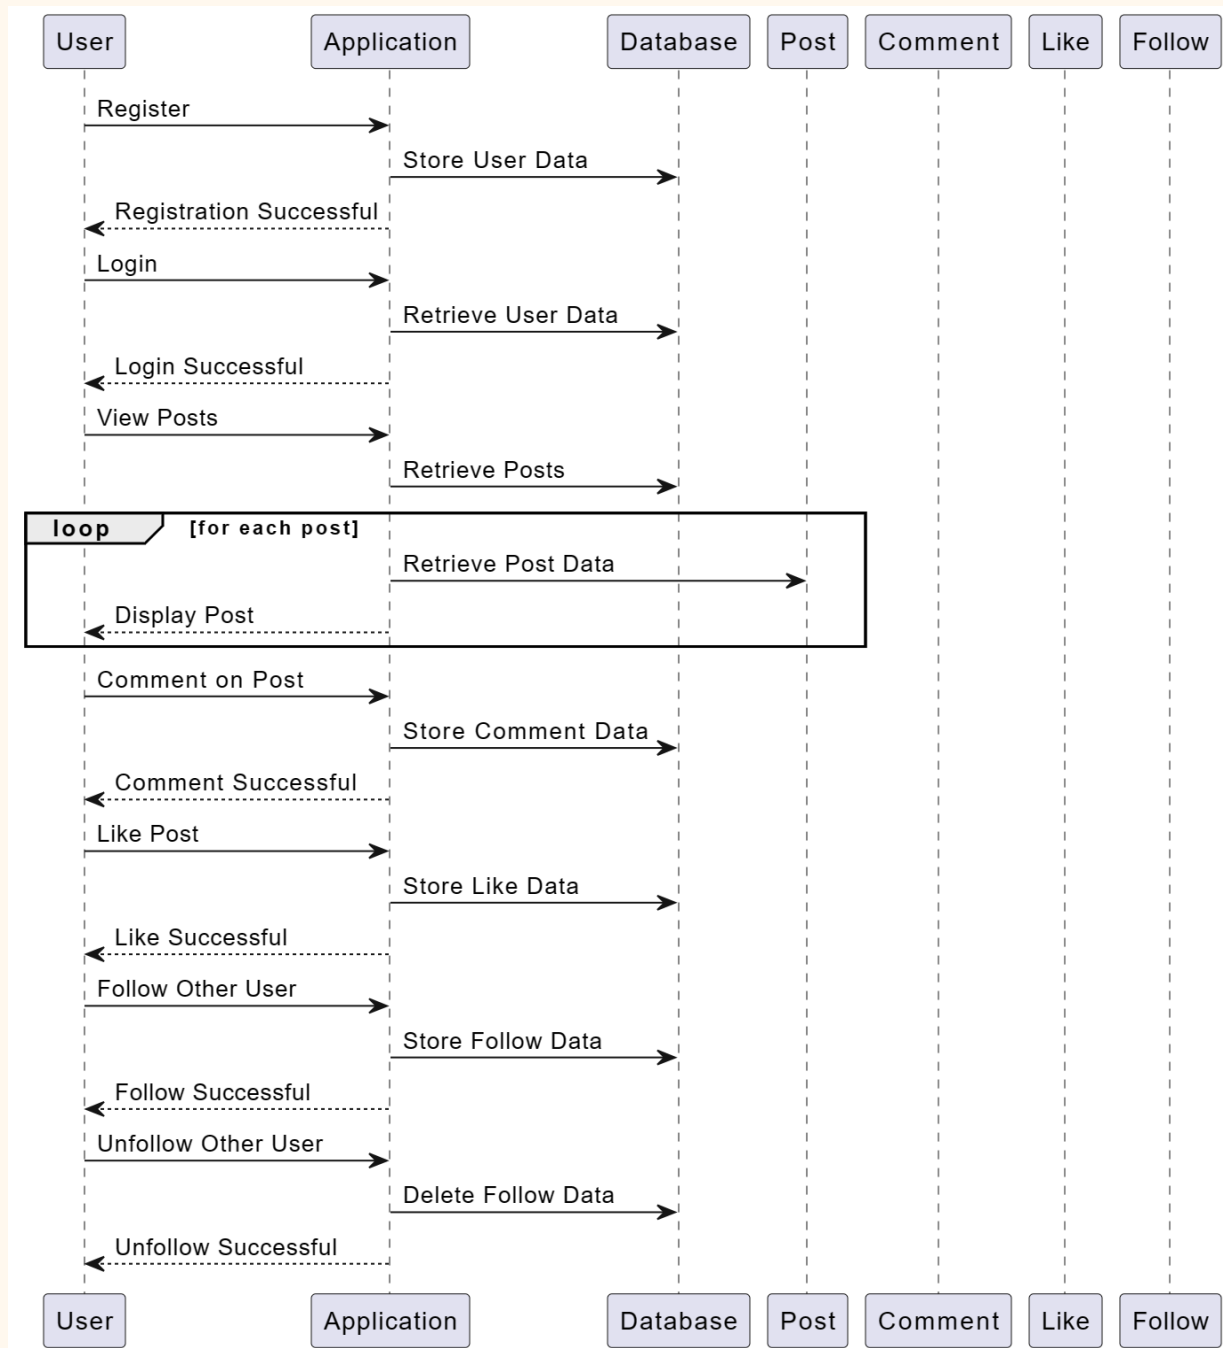 User Application Database Post Comment Like Follow
Register
Store User Data
Registration Successful
Login
Retrieve User Data
Login Successful
View Posts
Retrieve Posts
loop [for each post]
Retrieve Post Data
Display Post
Comment on Post
Store Comment Data
Comment Successful
Like Post
Store Like Data
Like Successful
Follow Other User
Store Follow Data
Follow Successful
Unfollow Other User
Delete Follow Data
Unfollow Successful
User Application Database Post Comment Like Follow